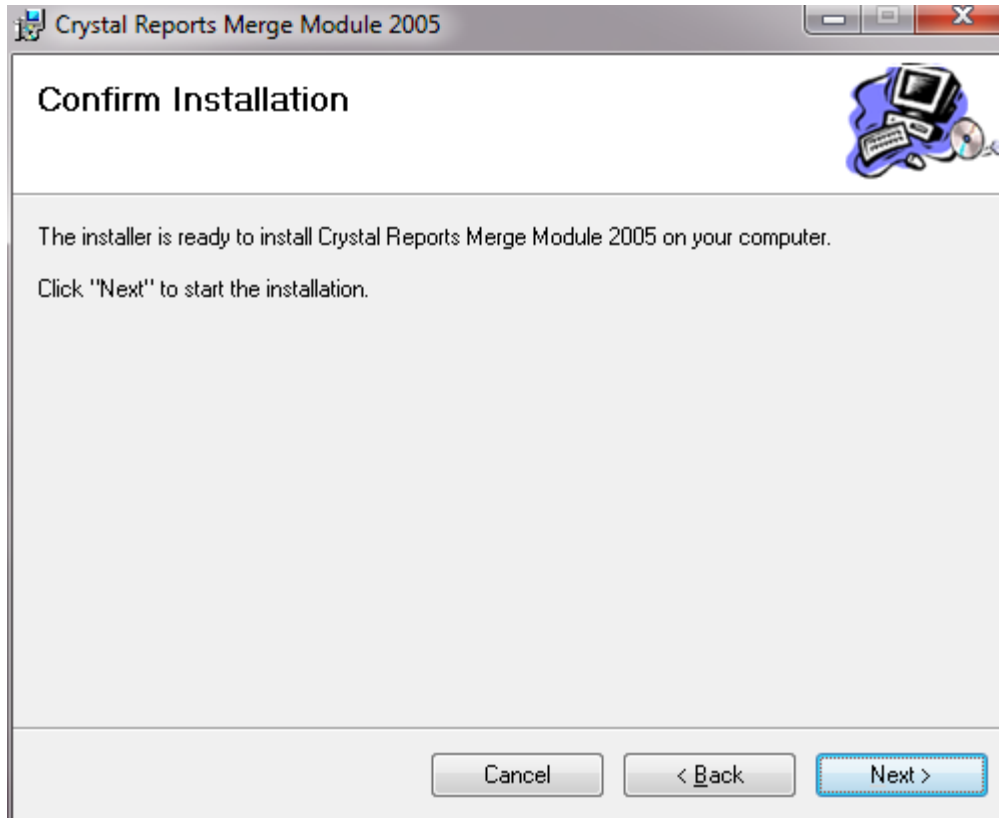 Crystal Reports Merge Module 2005
Confirm Installation
The installer is ready to install Crystal Reports Merge Module 2005 on your computer.
Click "Next" to start the installation.
Cancel
< Back
Next >